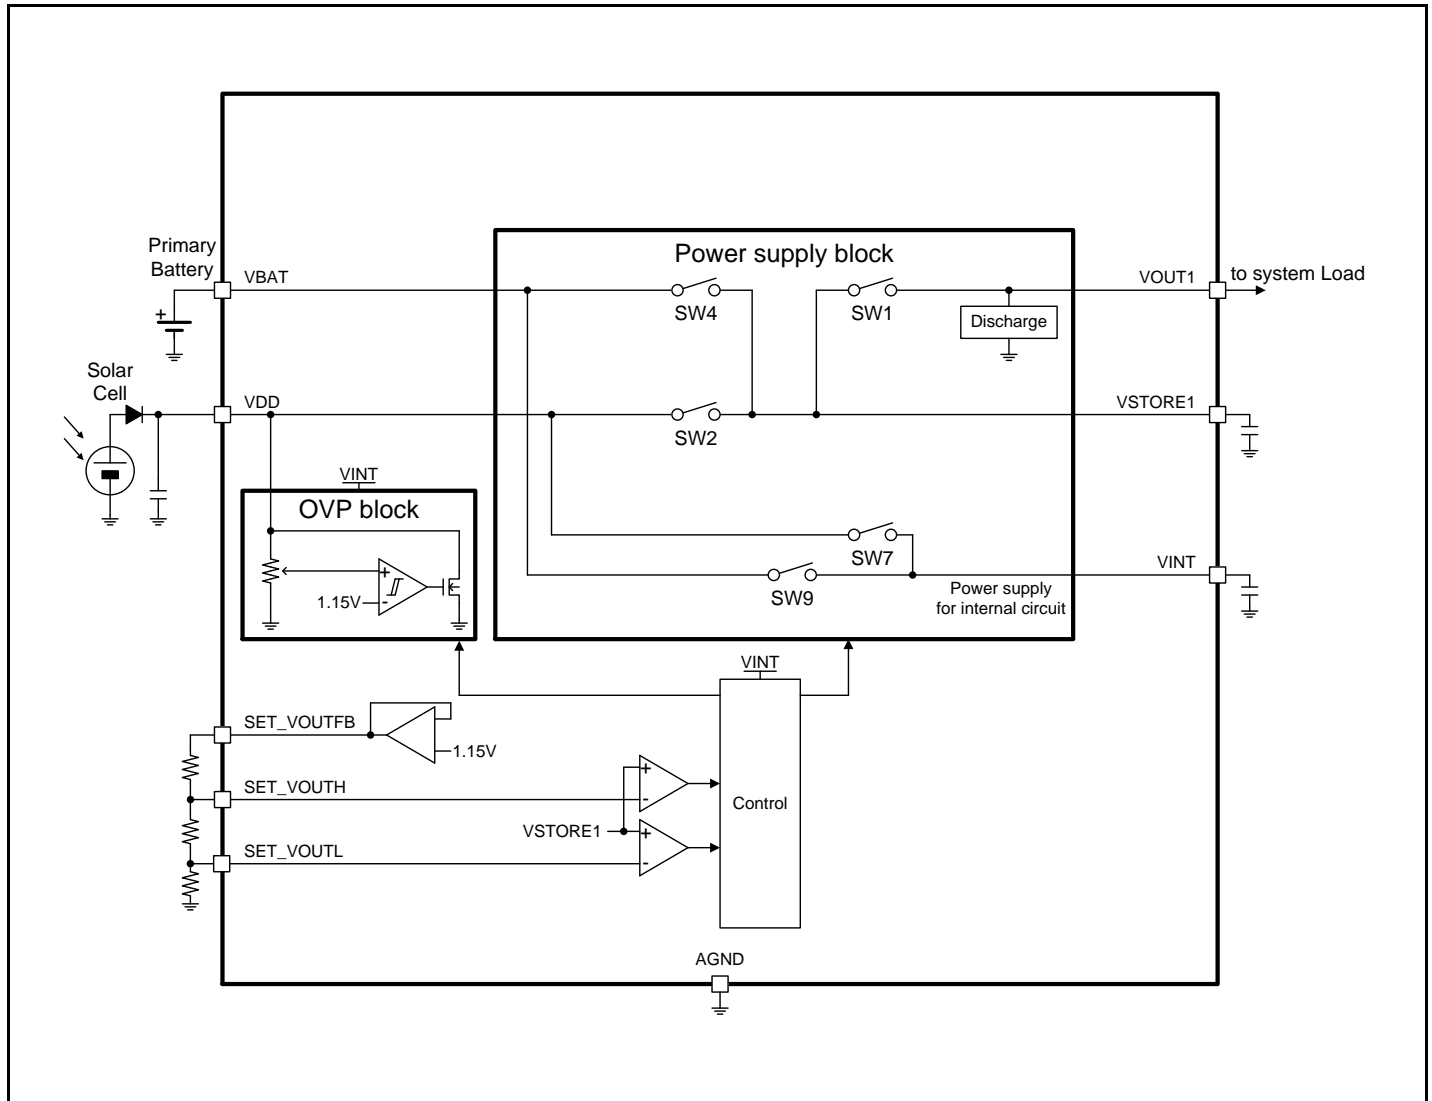 Primary
Battery
VBAT
Power supply block
VOUT1
to system Load
SW4
SW1
Discharge
+
Solar
Cell
VDD
SW2
VSTORE1
VINT
OVP block
SW7
VINT
SW9
Power supply
for internal circuit
+
1.15V
-
VINT
SET_VOUTFB
1.15V
SET_VOUTH
+
-
Control
VSTORE1
+
SET_VOUTL
-
AGND